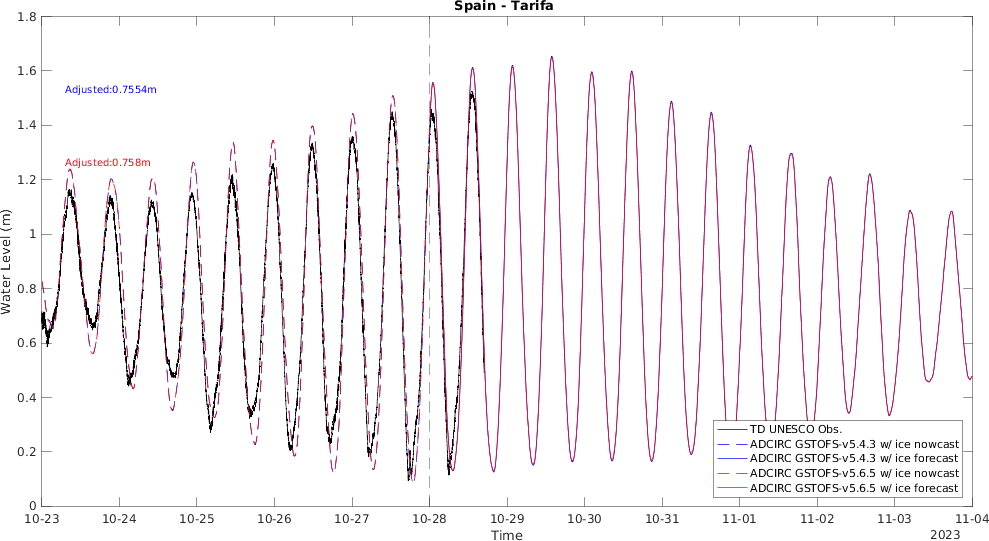 Spain - Tarifa
1.8
1.6
1.4
1.2
1
0.8
0.6
0.4
0.2
0
Water Level (m)
Adjusted:0.7554m
Adjusted:0.758m
TD UNESCO Obs.
ADCIRC GSTOFS-v5.4.3 w/ ice nowcast
ADCIRC GSTOFS-v5.4.3 w/ ice forecast
ADCIRC GSTOFS-v5.6.5 w/ ice nowcast
ADCIRC GSTOFS-v5.6.5 w/ ice forecast
10-23 10-24 10-25 10-26 10-27 10-28 10-29 10-30 10-31 11-01 11-02 11-03 11-04
Time
2023